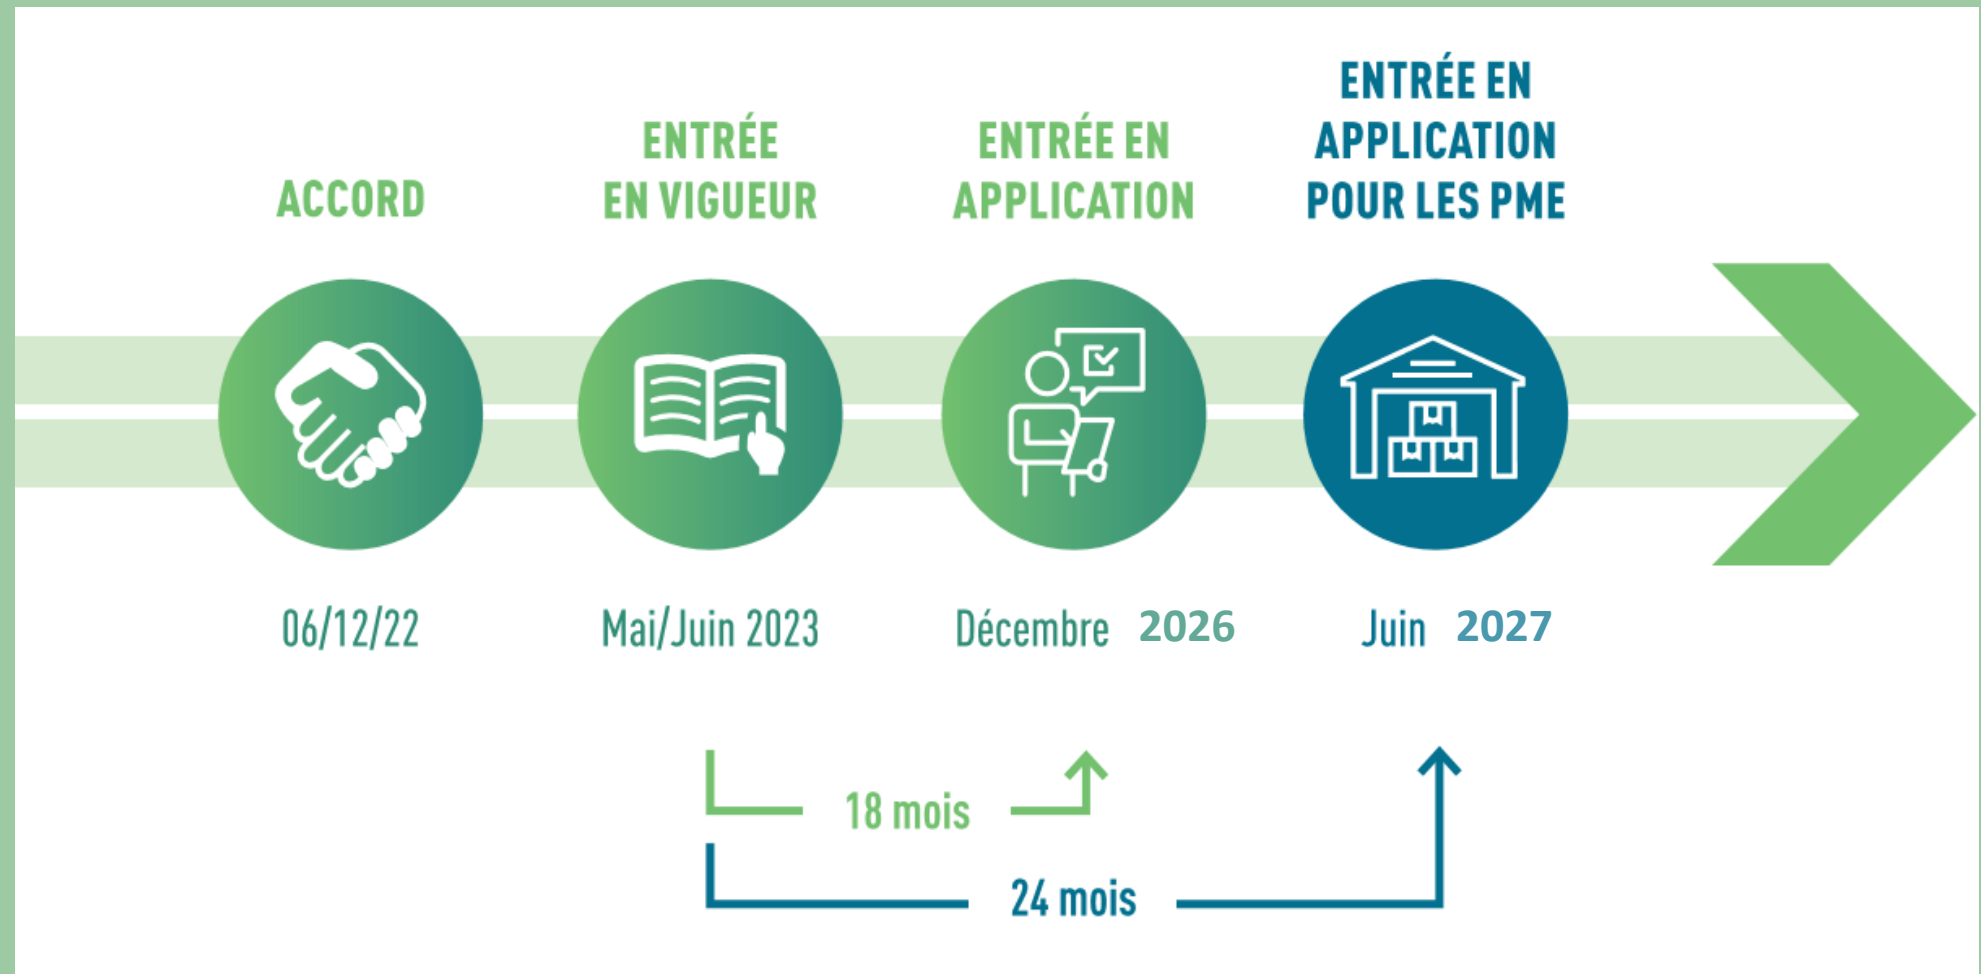 ACCORD
ENTRÉE
EN VIGUEUR
ENTRÉE EN
APPLICATION
ENTRÉE EN
APPLICATION
POUR LES PME
06/12/22
Mai/Juin 2023
Décembre 2026
Juin 2027
18 mois
24 mois